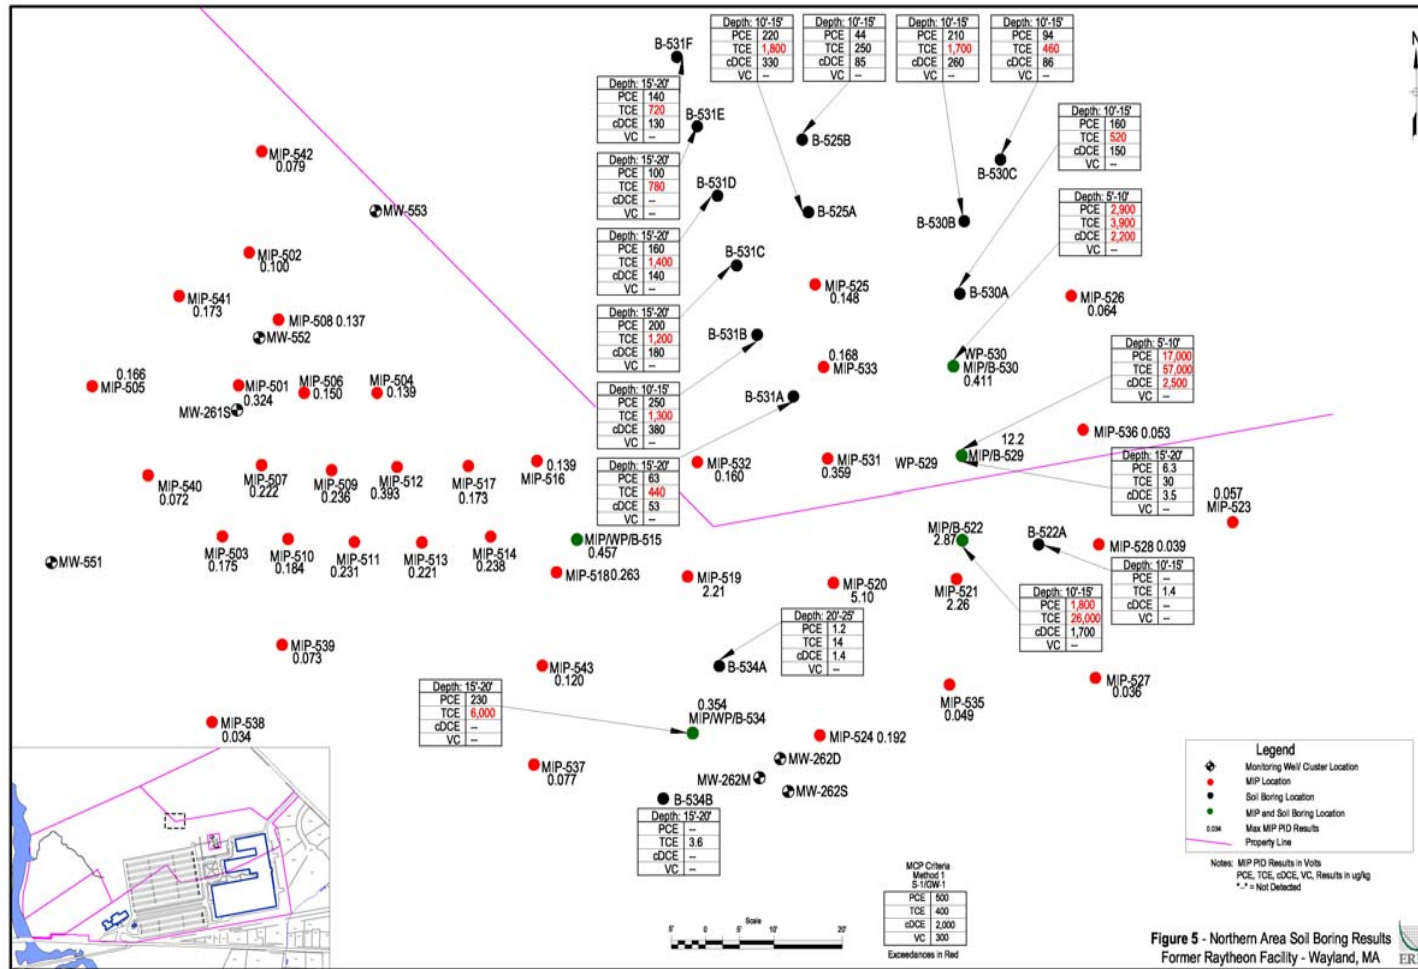 Depth: 10'-15'
PCE 220
TCE 1,800
cDCE 330
VC --
Depth: 10'-15'
PCE 44
TCE 250
cDCE 85
VC --
Depth: 10'-15'
PCE 210
TCE 1,700
cDCE 260
VC --
Depth: 10'-15'
PCE 94
TCE 460
cDCE 86
VC --
N
B-531F
Depth: 15'-20'
PCE 140
TCE 720
cDCE 130
VC --
B-531E
Depth: 10'-15'
PCE 160
TCE 520
cDCE 150
VC --
B-525B
B-530C
MIP-542
0.079
Depth: 15'-20'
PCE 100
TCE 780
cDCE --
VC --
B-531D
Depth: 5'-10'
PCE 2,900
TCE 3,900
cDCE 2,200
VC --
MW-553
B-525A
B-530B
Depth: 15'-20'
PCE 160
TCE 1,400
cDCE 140
VC --
B-531C
MIP-502
0.100
MIP-541
0.173
MIP-525
0.148
B-530A
MIP-526
0.064
MIP-508 0.137
MW-552
Depth: 15'-20'
PCE 200
TCE 1,200
cDCE 180
VC --
B-531B
Depth: 5'-10'
PCE 17,000
TCE 57,000
cDCE 2,500
VC --
0.168
MIP-533
WP-530
MIP/B-530
0.411
0.166
MIP-505
MIP-501
0.324
MW-261S
MIP-506
0.150
MIP-504
0.139
Depth: 10'-15'
PCE 250
TCE 1,300
cDCE 380
VC --
B-531A
MIP-536 0.053
12.2
MIP/B-529
WP-529
Depth: 15'-20'
PCE 6.3
TCE 30
cDCE 3.5
VC --
MIP-540
0.072
MIP-507
0.222
MIP-509
0.236
MIP-512
0.393
MIP-517
0.173
0.139
MIP-516
Depth: 15'-20'
PCE 63
TCE 440
cDCE 53
VC --
MIP-532
0.160
MIP-531
0.359
0.057
MIP-523
MW-551
MIP-503
0.175
MIP-510
0.184
MIP-511
0.231
MIP-513
0.221
MIP-514
0.238
MIP/WP/B-515
0.457
MIP/B-522
2.87
B-522A
MIP-528 0.039
MIP-518 0.263
MIP-519
2.21
MIP-520
5.10
MIP-521
2.26
Depth: 10'-15'
PCE --
TCE 1.4
cDCE --
VC --
Depth: 10'-15'
PCE 1,800
TCE 26,000
cDCE 1,700
VC --
Depth: 20'-25'
PCE 1.2
TCE 14
cDCE 1.4
VC --
MIP-539
0.073
MIP-543
0.120
B-534A
MIP-535
0.049
MIP-527
0.036
Depth: 15'-20'
PCE 230
TCE 6,000
cDCE --
VC --
0.354
MIP/WP/B-534
MIP-538
0.034
MIP-524 0.192
MIP-537
0.077
MW-262D
MW-262M
MW-262S
B-534B
Depth: 15'-20'
PCE --
TCE 3.6
cDCE --
VC --
Legend
Monitoring Well/ Cluster Location
MIP Location
Soil Boring Location
MIP and Soil Boring Location
0.034 Max MIP PID Results
Property Line
Notes: MIP PID Results in Volts
PCE, TCE, cDCE, VC, Results in ug/kg
"--" = Not Detected
MCP Criteria
Method 1
S-1/GW-1
PCE 500
TCE 400
cDCE 2,000
VC 300
Exceedances in Red
Scale
5' 0 5' 10' 20'
Figure 5 - Northern Area Soil Boring Results
Former Raytheon Facility - Wayland, MA